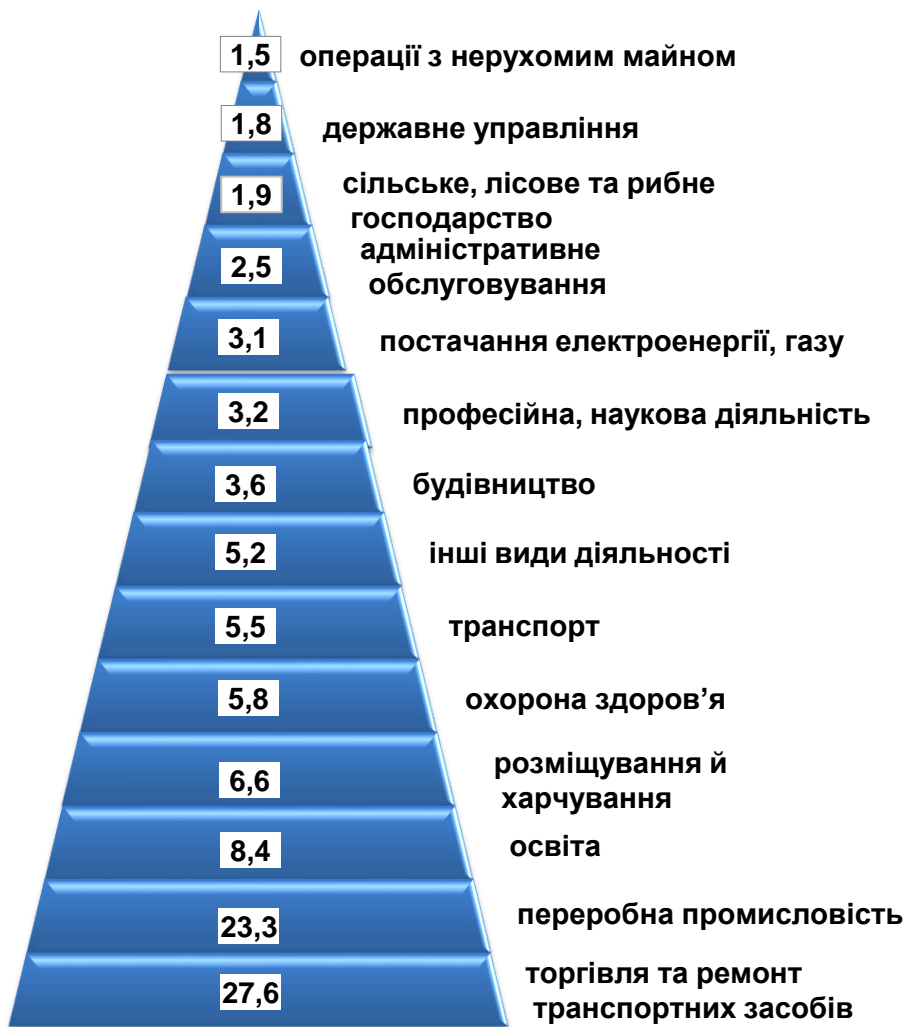 1,5 операції з нерухомим майном
1,8 державне управління
1,9 сільське, лісове та рибне
господарство
2,5 адміністративне
обслуговування
3,1 постачання електроенергії, газу
3,2 професійна, наукова діяльність
3,6 будівництво
5,2 інші види діяльності
5,5 транспорт
5,8 охорона здоров’я
6,6 розміщування й
харчування
8,4 освіта
23,3 переробна промисловість
27,6 торгівля та ремонт
транспортних засобів